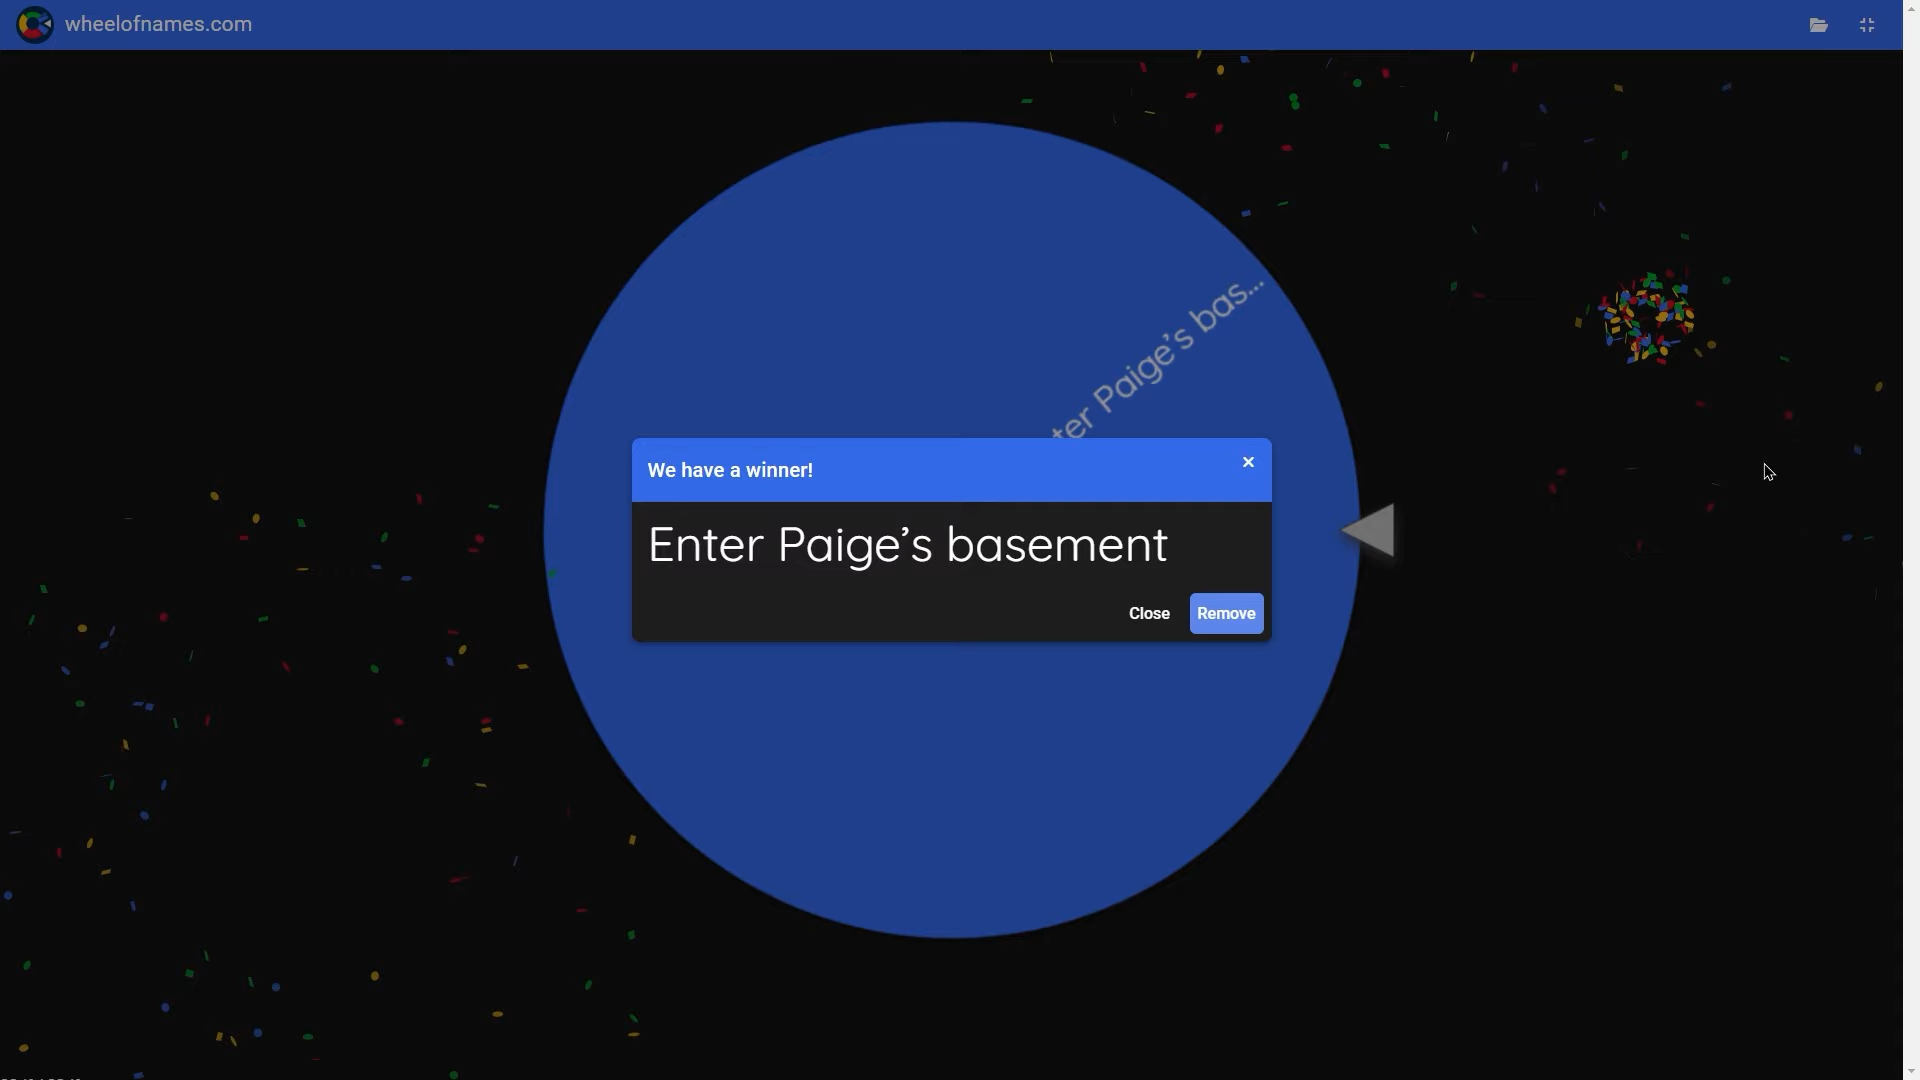 wheelofnames.com
ter Paige's bas...
We have a winner!
Enter Paige’s basement
Close
Remove